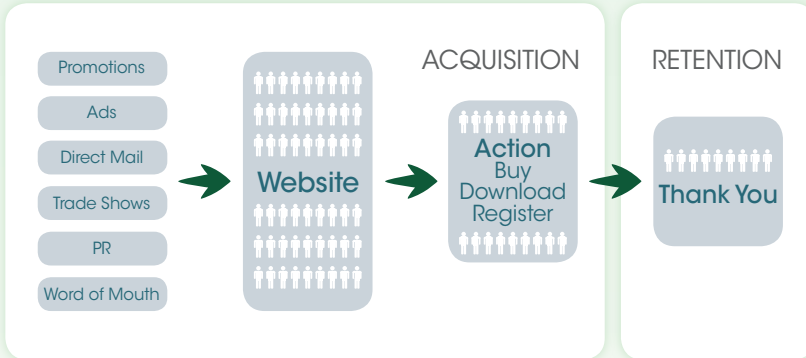 ACQUISITION
RETENTION
Promotions
Ads
Direct Mail
Trade Shows
PR
Word of Mouth
Website
Action
Buy
Download
Register
Thank You